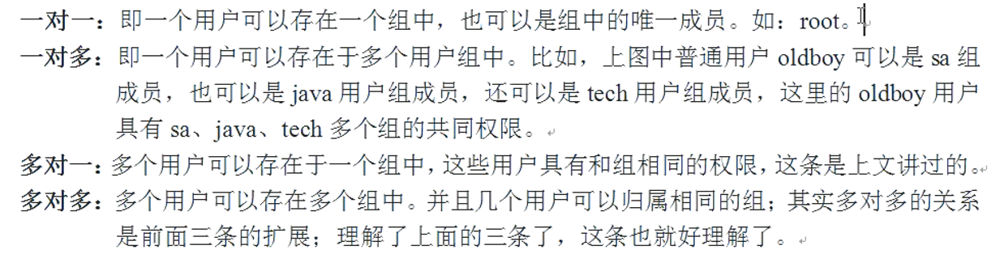 一对一：即一个用户可以存在一个组中，也可以是组中的唯一成员。如：root。
一对多：即一个用户可以存在于多个用户组中。比如，上图中普通用户 oldboy 可以是 sa 组
成员，也可以是 java 用户组成员，还可以是 tech 用户组成员，这里的 oldboy 用户
具有 sa、java、tech 多个组的共同权限。
多对一：多个用户可以存在于一个组中，这些用户具有和组相同的权限，这条是上文讲过的。
多对多：多个用户可以存在多个组中。并且几个用户可以归属相同的组；其实多对多的关系
是前面三条的扩展；理解了上面的三条了，这条也就好理解了。